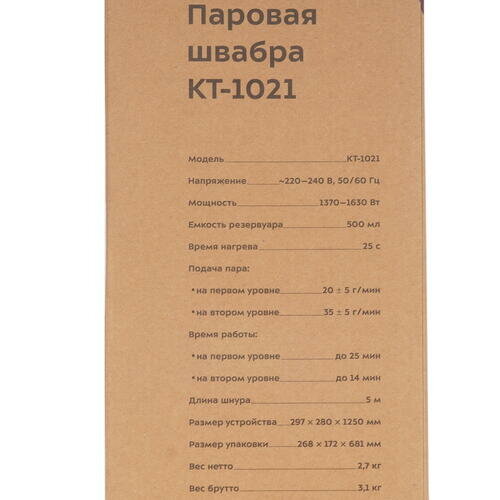 Паровая
швабра
КТ-1021
Модель КТ-1021
Напряжение ~220–240 В, 50/60 Гц
Мощность 1370–1630 Вт
Емкость резервуара 500 мл
Время нагрева 25 с
Подача пара:
•на первом уровне 20 ± 5 г/мин
•на втором уровне 35 ± 5 г/мин
Время работы:
•на первом уровне до 25 мин
•на втором уровне до 14 мин
Длина шнура 5 м
Размер устройства 297 × 280 × 1250 мм
Размер упаковки 268 × 172 × 681 мм
Вес нетто 2,7 кг
Вес брутто 3,1 кг